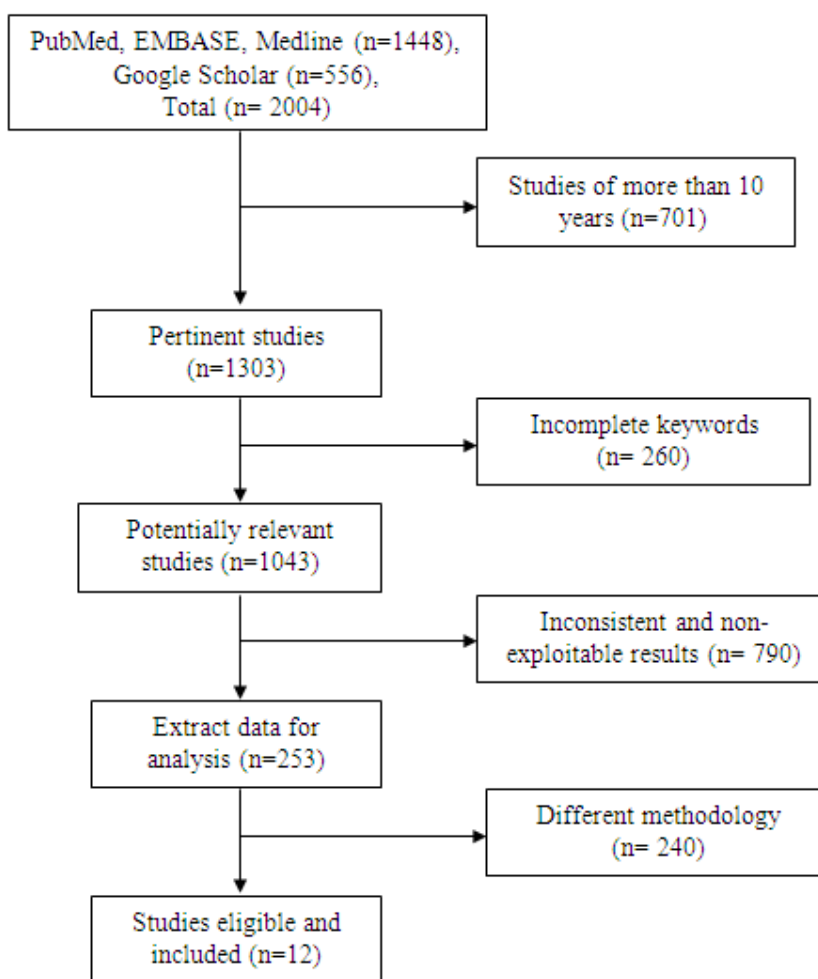 PubMed, EMBASE, Medline (n=1448),
Google Scholar (n=556),
Total (n= 2004)
Studies of more than 10
years (n=701)
Pertinent studies
(n=1303)
Incomplete keywords
(n= 260)
Potentially relevant
studies (n=1043)
Inconsistent and non-
exploitable results (n= 790)
Extract data for
analysis (n=253)
Different methodology
(n= 240)
Studies eligible and
included (n=12)